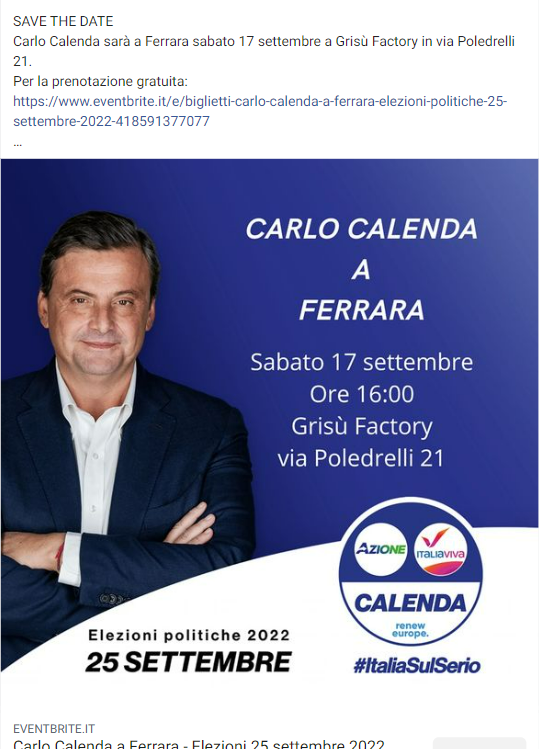 SAVE THE DATE
Carlo Calenda sarà a Ferrara sabato 17 settembre a Grisù Factory in via Poledrelli
21.
Per la prenotazione gratuita:
https://www.eventbrite.it/e/biglietti-carlo-calenda-a-ferrara-elezioni-politiche-25-
settembre-2022-418591377077
...
CARLO CALENDA
A
FERRARA
Sabato 17 settembre
Ore 16:00
Grisù Factory
via Poledrelli 21
AZIONE
ITALIAVIVA
CALENDA
renew
europe.
Elezioni politiche 2022
25 SETTEMBRE
#ItaliaSulSerio
EVENTBRITE.IT
Carlo Calenda a Ferrara - Elezioni 25 settembre 2022